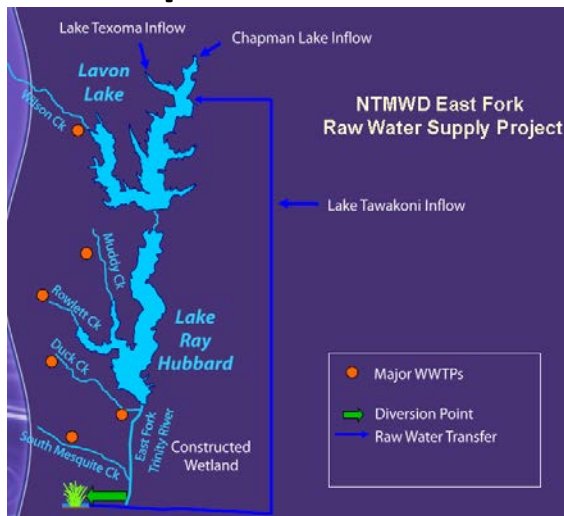 Lake Texoma Inflow
Chapman Lake Inflow
Lavon
Lake
Wilson Ck
NTMWD East Fork
Raw Water Supply Project
Lake Tawakoni Inflow
Muddy Ck
Rowlett Ck
Lake
Ray
Hubbard
Duck Ck
Major WWTPs
Diversion Point
Raw Water Transfer
East Fork
Trinity River
Constructed
Wetland
South Mesquite Ck